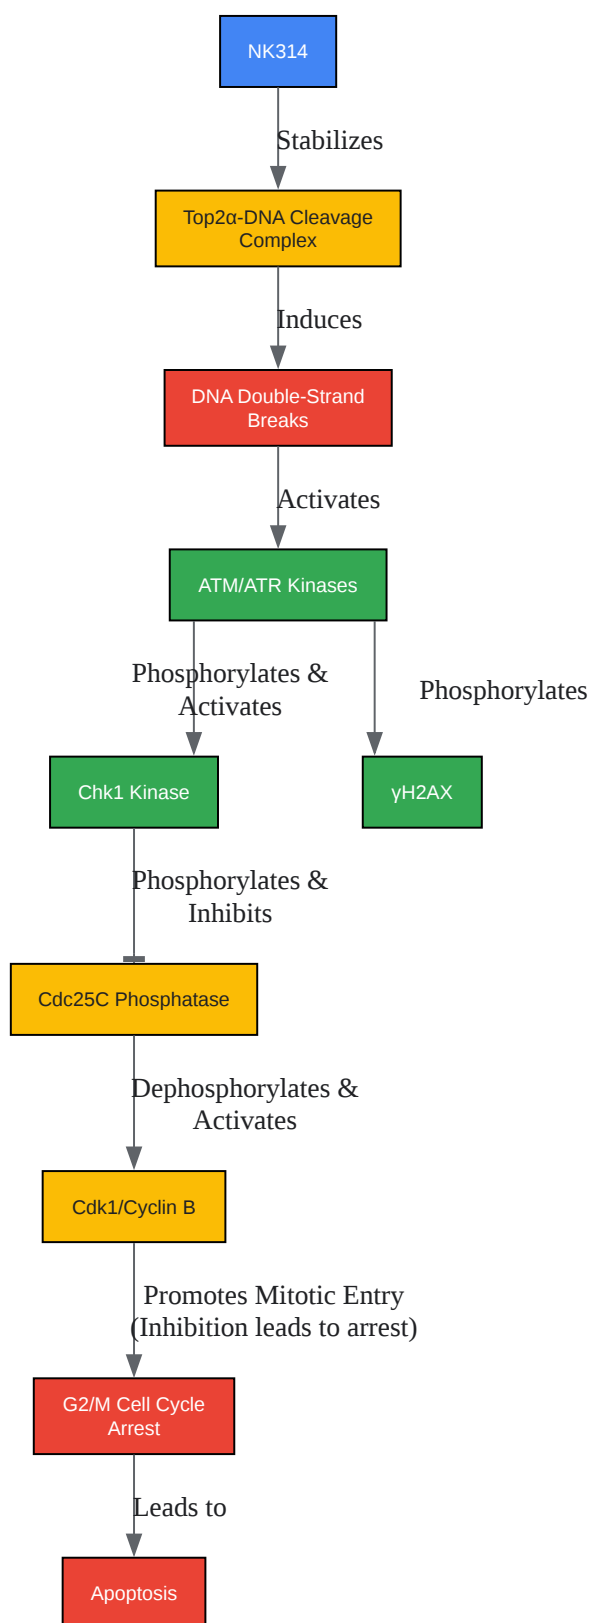 NK314
Stabilizes
Top2α-DNA Cleavage
Complex
Induces
DNA Double-Strand
Breaks
Activates
ATM/ATR Kinases
Phosphorylates &
Activates
Phosphorylates
Chk1 Kinase
γH2AX
Phosphorylates &
Inhibits
Cdc25C Phosphatase
Dephosphorylates &
Activates
Cdk1/Cyclin B
Promotes Mitotic Entry
(Inhibition leads to arrest)
G2/M Cell Cycle
Arrest
Leads to
Apoptosis